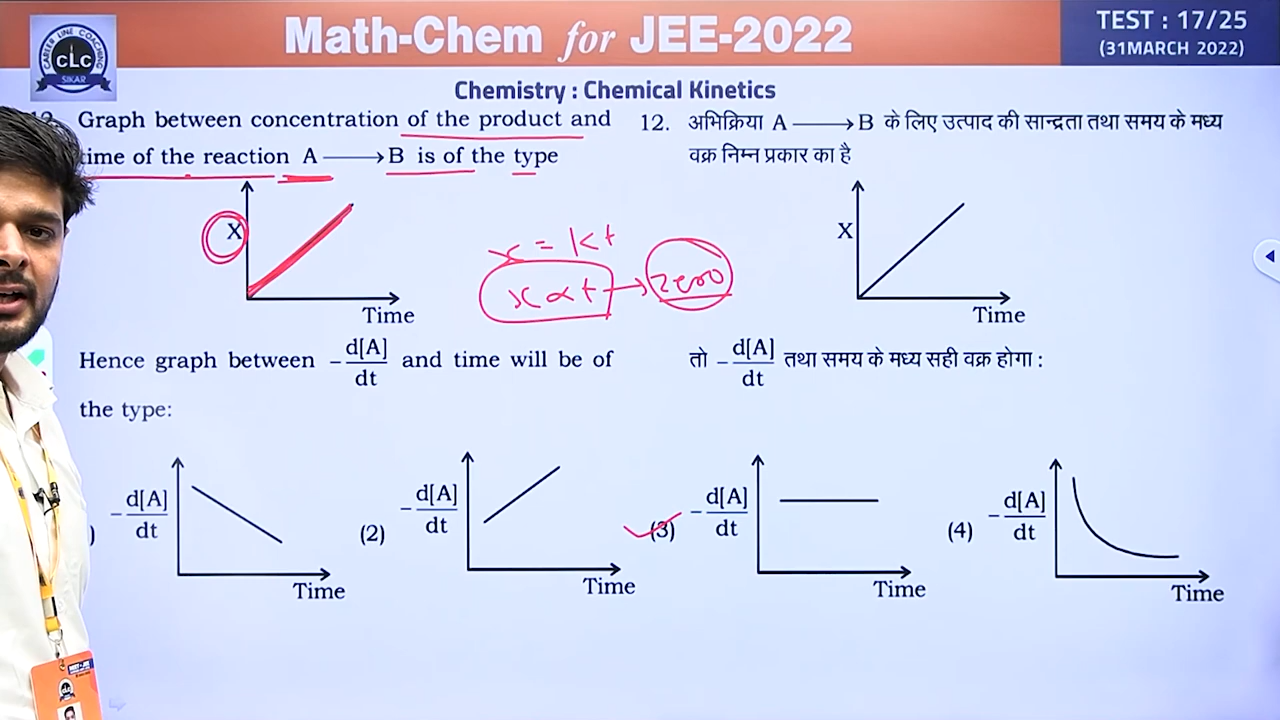 Math-Chem for JEE-2022
TEST : 17/25
(31MARCH 2022)
CAREER LINE COACHING
CLC
SIKAR
Chemistry : Chemical Kinetics
Graph between concentration of the product and
time of the reaction A ⟶ B is of the type
X
Time
x = kt
x α t → zero
Hence graph between - d[A]/dt and time will be of
the type:
12. अभिक्रिया A ⟶ B के लिए उत्पाद की सान्द्रता तथा समय के मध्य
वक्र निम्न प्रकार का है
X
Time
तो - d[A]/dt तथा समय के मध्य सही वक्र होगा :
) - d[A]/dt
Time
(2) - d[A]/dt
Time
(3) - d[A]/dt
Time
(4) - d[A]/dt
Time
CLC